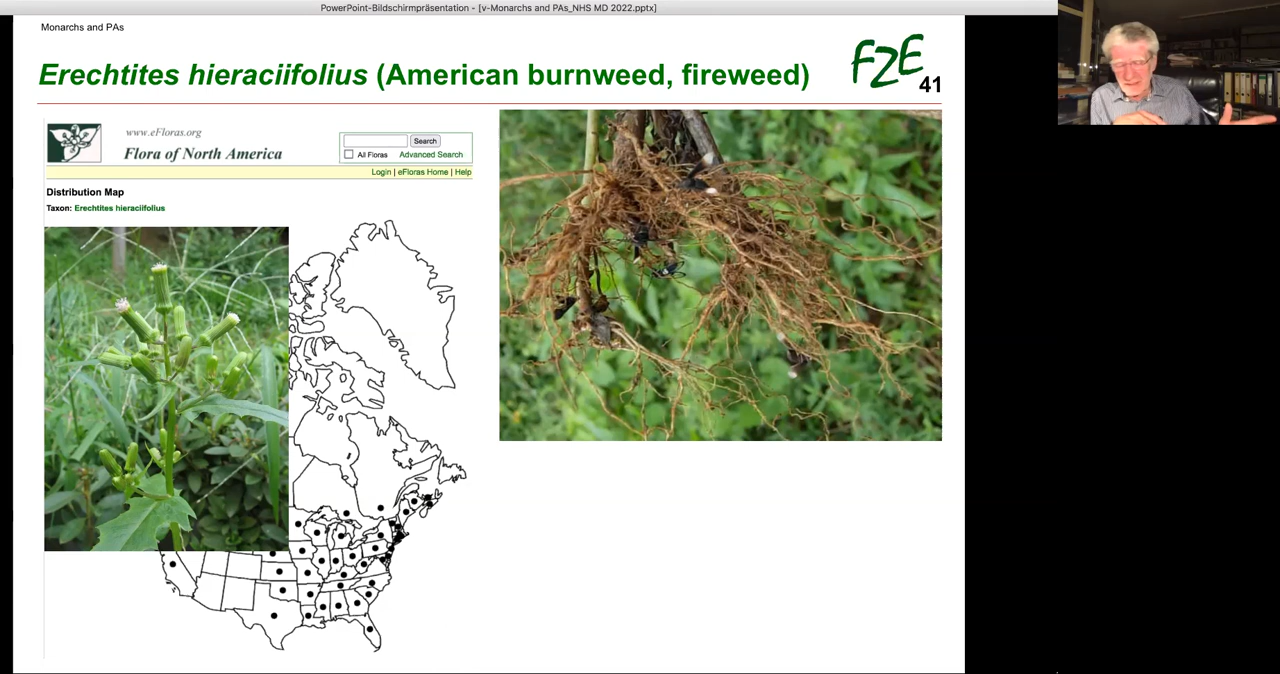 PowerPoint-Bildschirmpräsentation - [v-Monarchs and PAs_NHS MD 2022.pptx]
Monarchs and PAs
Erechtites hieraciifolius (American burnweed, fireweed)
FZE
41
www.eFloras.org
Flora of North America
Search
All Floras Advanced Search
Login | eFloras Home | Help
Distribution Map
Taxon: Erechtites hieraciifolius